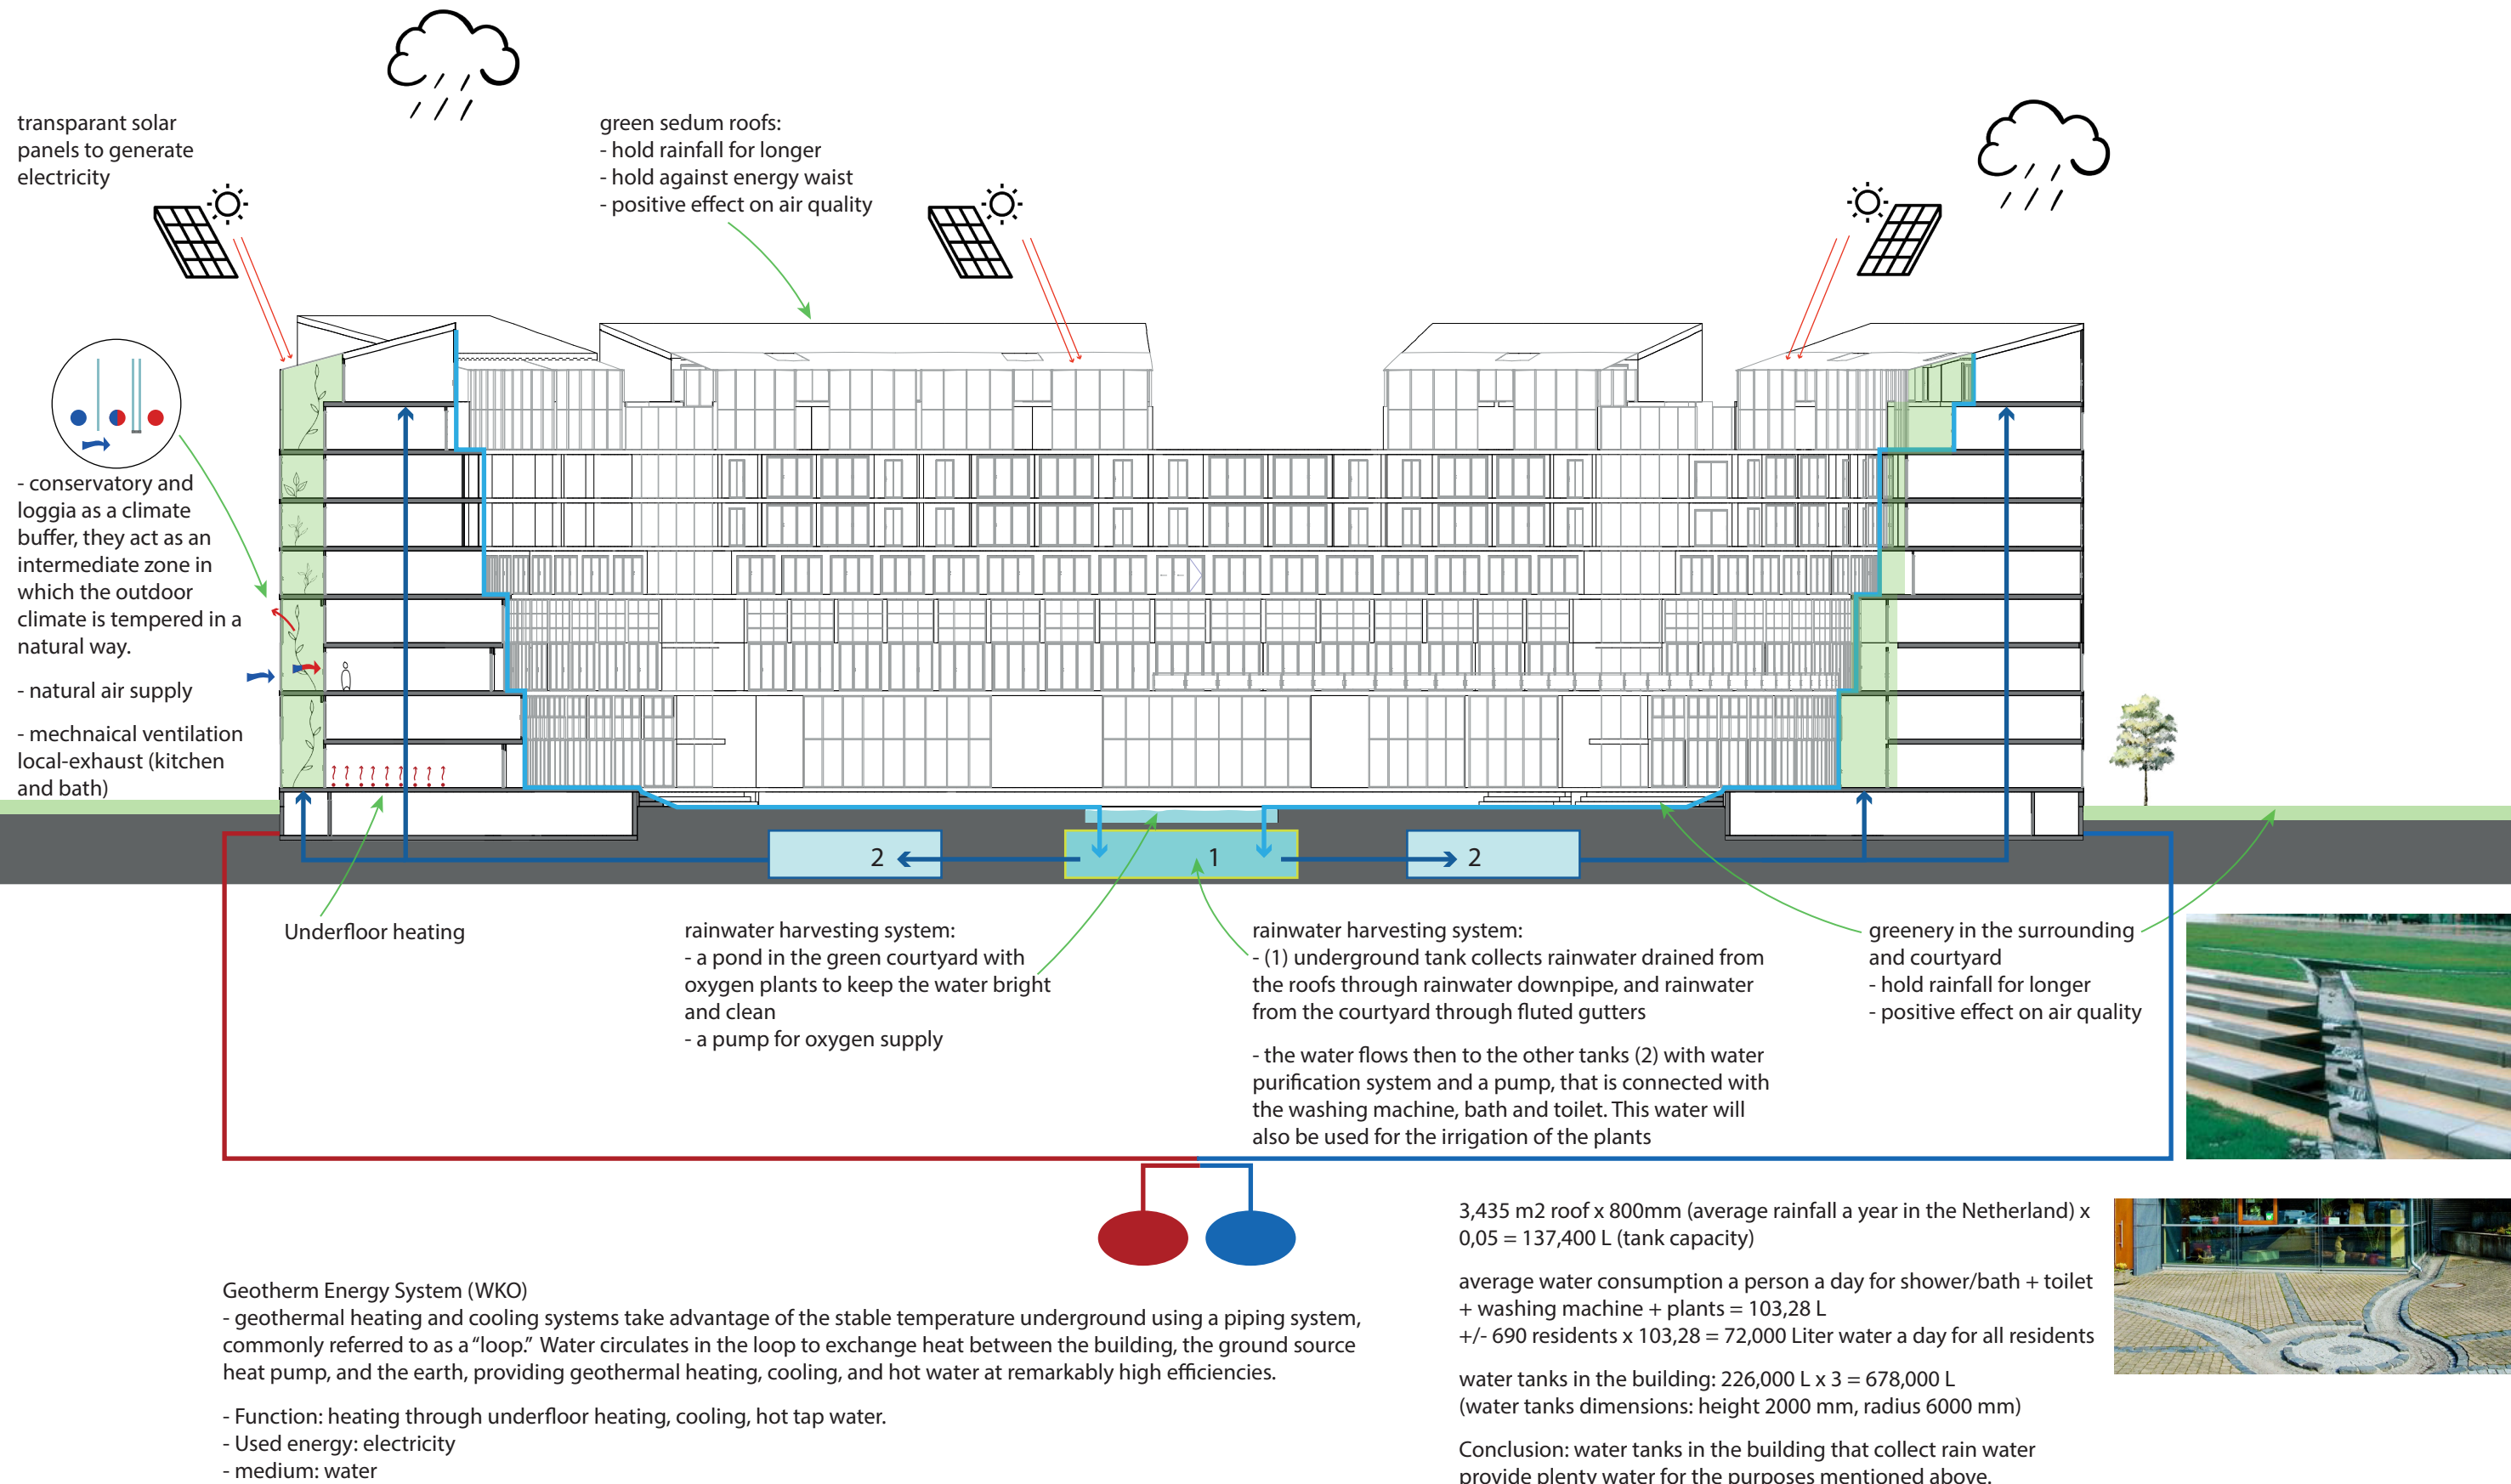 transparant solar
panels to generate
electricity
green sedum roofs:
- hold rainfall for longer
- hold against energy waist
- positive effect on air quality
- conservatory and
loggia as a climate
buffer, they act as an
intermediate zone in
which the outdoor
climate is tempered in a
natural way.
- natural air supply
- mechnaical ventilation
local-exhaust (kitchen
and bath)
2
1
2
Underfloor heating
rainwater harvesting system:
- a pond in the green courtyard with
oxygen plants to keep the water bright
and clean
- a pump for oxygen supply
rainwater harvesting system:
- (1) underground tank collects rainwater drained from
the roofs through rainwater downpipe, and rainwater
from the courtyard through fluted gutters
- the water flows then to the other tanks (2) with water
purification system and a pump, that is connected with
the washing machine, bath and toilet. This water will
also be used for the irrigation of the plants
greenery in the surrounding
and courtyard
- hold rainfall for longer
- positive effect on air quality
Geotherm Energy System (WKO)
- geothermal heating and cooling systems take advantage of the stable temperature underground using a piping system,
commonly referred to as a “loop.” Water circulates in the loop to exchange heat between the building, the ground source
heat pump, and the earth, providing geothermal heating, cooling, and hot water at remarkably high efficiencies.
- Function: heating through underfloor heating, cooling, hot tap water.
- Used energy: electricity
- medium: water
3,435 m2 roof x 800mm (average rainfall a year in the Netherland) x
0,05 = 137,400 L (tank capacity)
average water consumption a person a day for shower/bath + toilet
+ washing machine + plants = 103,28 L
+/- 690 residents x 103,28 = 72,000 Liter water a day for all residents
water tanks in the building: 226,000 L x 3 = 678,000 L
(water tanks dimensions: height 2000 mm, radius 6000 mm)
Conclusion: water tanks in the building that collect rain water
provide plenty water for the purposes mentioned above.